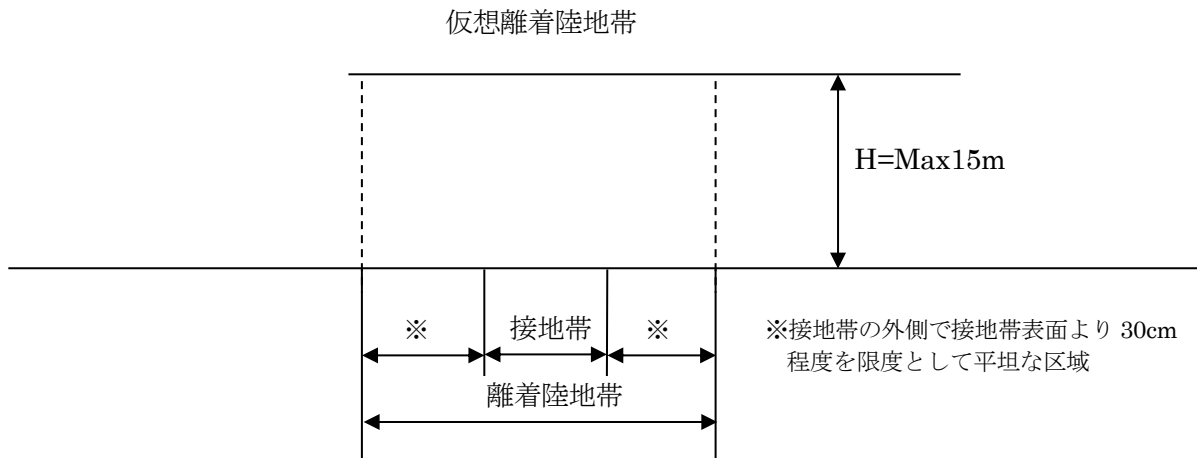 仮想離着陸地帯
H=Max15m
※
接地帯
※
※接地帯の外側で接地帯表面より 30cm
程度を限度として平坦な区域
離着陸地帯